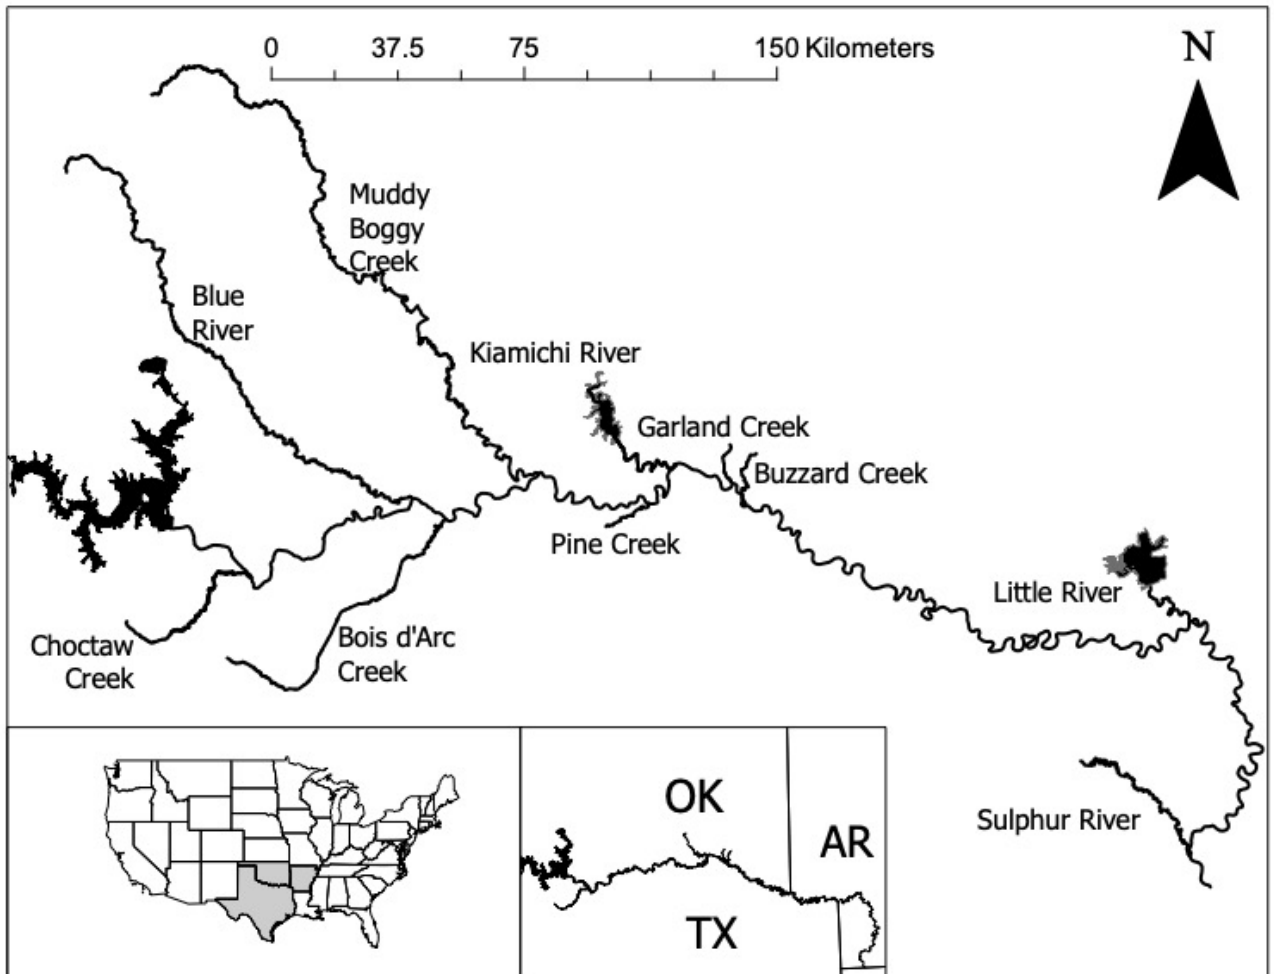 0 37.5 75 150 Kilometers
N
Muddy
Boggy
Creek
Blue
River
Kiamichi River
Garland Creek
Buzzard Creek
Pine Creek
Little River
Choctaw
Creek
Bois d'Arc
Creek
Sulphur River
OK
AR
TX